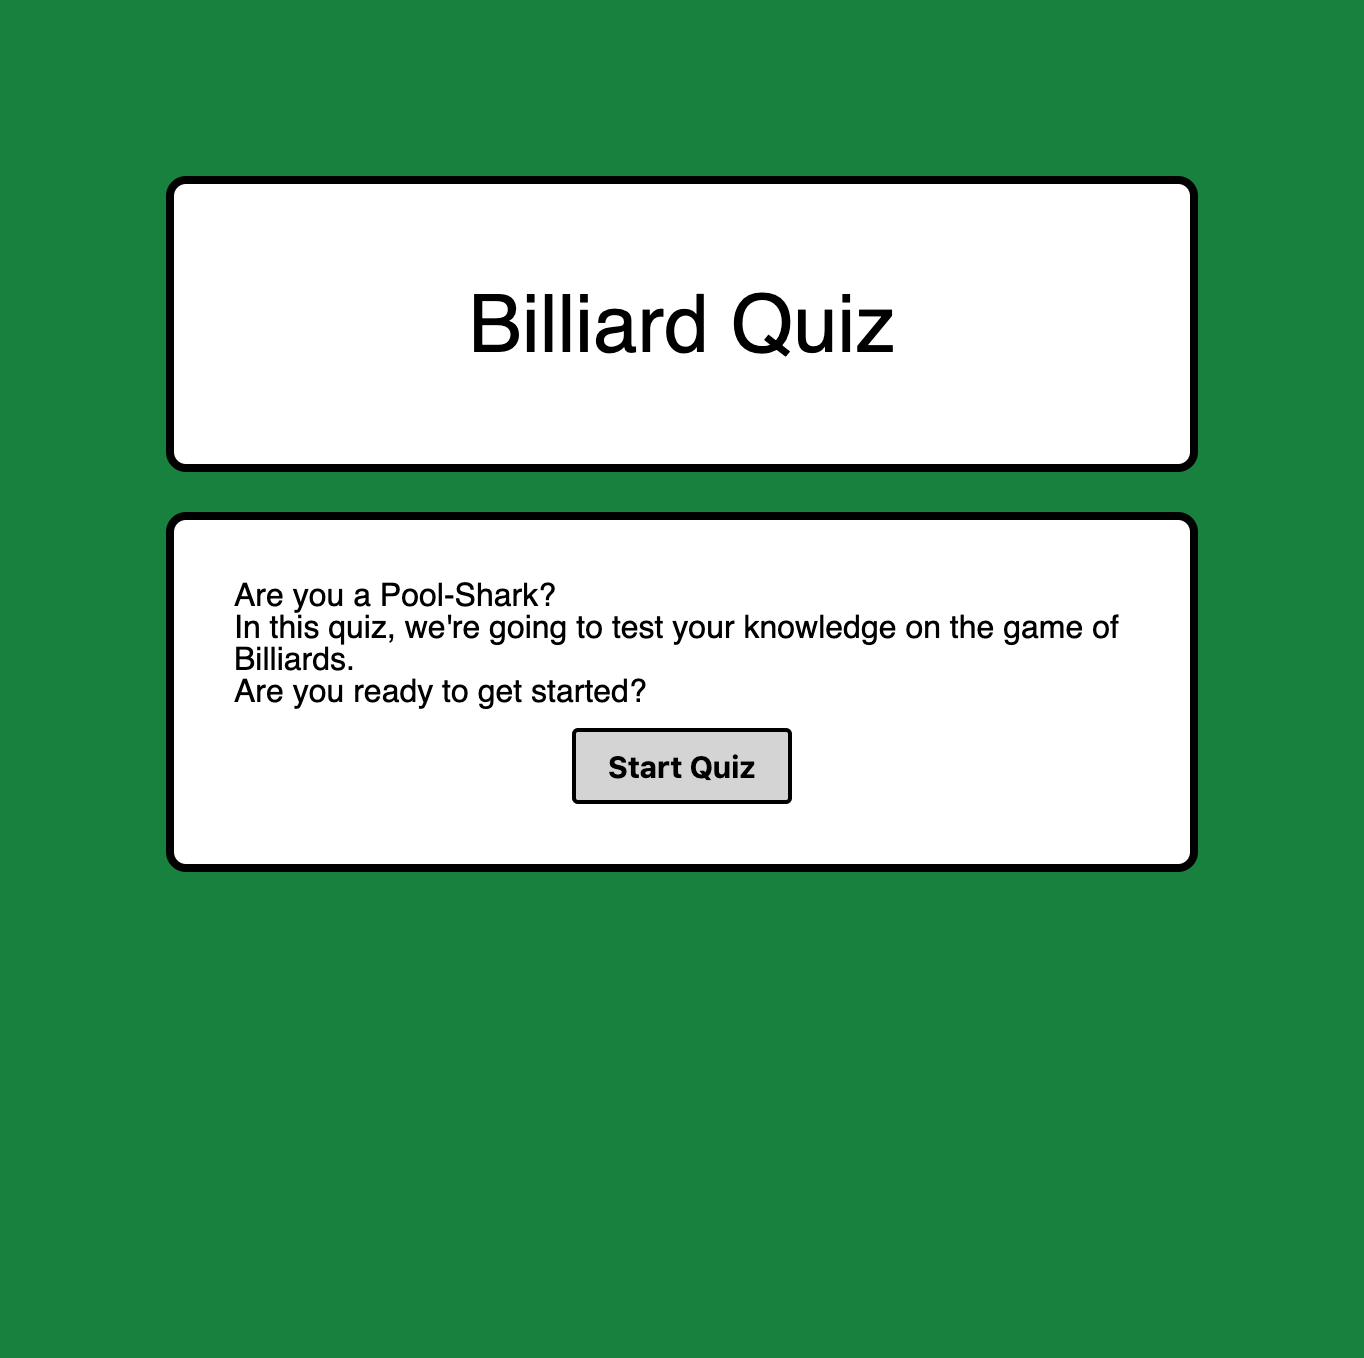 Billiard Quiz
Are you a Pool-Shark?
In this quiz, we're going to test your knowledge on the game of
Billiards.
Are you ready to get started?
Start Quiz